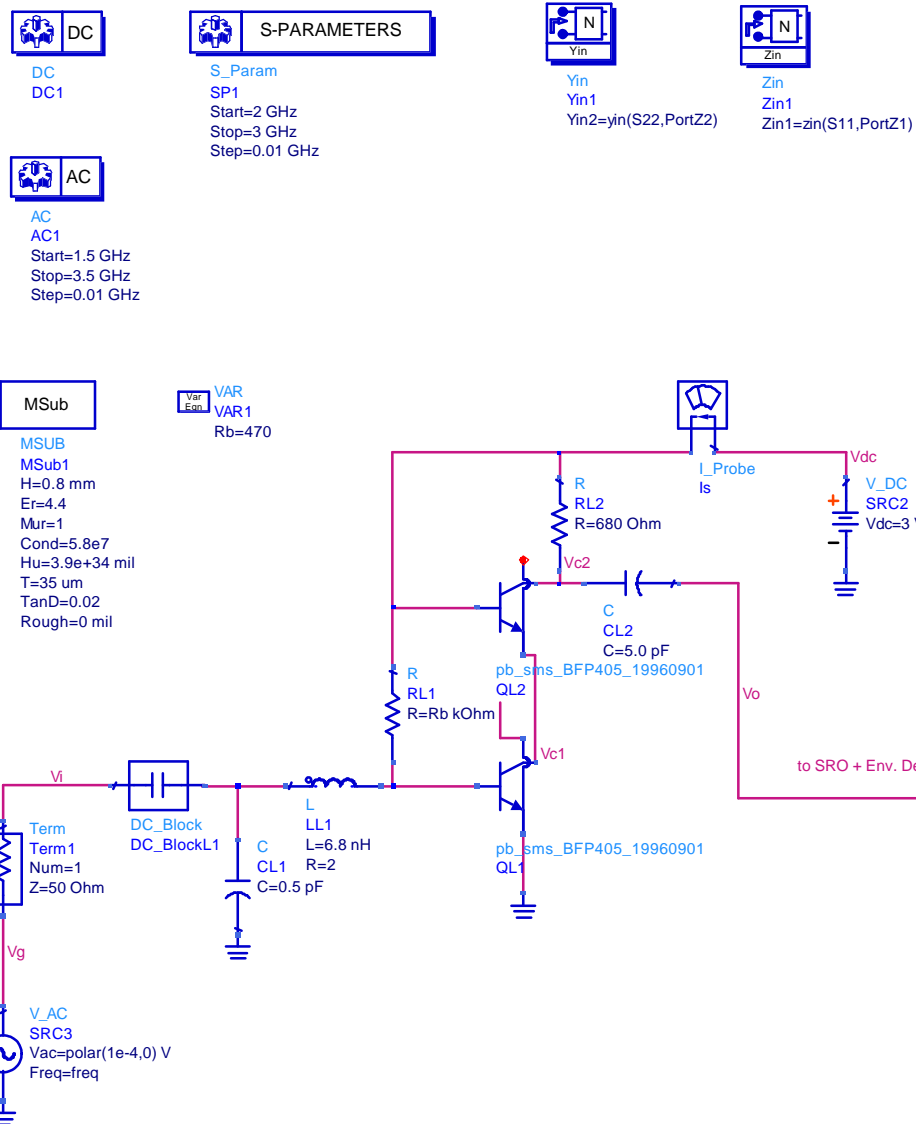 DC
DC
DC1
S-PARAMETERS
S_Param
SP1
Start=2 GHz
Stop=3 GHz
Step=0.01 GHz
N
Yin
Yin
Yin1
Yin2=yin(S22,PortZ2)
N
Zin
Zin
Zin1
Zin1=zin(S11,PortZ1)
AC
AC
AC1
Start=1.5 GHz
Stop=3.5 GHz
Step=0.01 GHz
MSub
MSUB
MSub1
H=0.8 mm
Er=4.4
Mur=1
Cond=5.8e7
Hu=3.9e+34 mil
T=35 um
TanD=0.02
Rough=0 mil
Var
Eqn
VAR
VAR1
Rb=470
I_Probe
Is
Vdc
V_DC
SRC2
Vdc=3 V
R
RL2
R=680 Ohm
Vc2
C
CL2
C=5.0 pF
pb_sms_BFP405_19960901
QL2
R
RL1
R=Rb kOhm
Vo
Vc1
to SRO + Env. De
Vi
DC_Block
DC_BlockL1
L
LL1
L=6.8 nH
R=2
C
CL1
C=0.5 pF
pb_sms_BFP405_19960901
QL1
Term
Term1
Num=1
Z=50 Ohm
Vg
V_AC
SRC3
Vac=polar(1e-4,0) V
Freq=freq